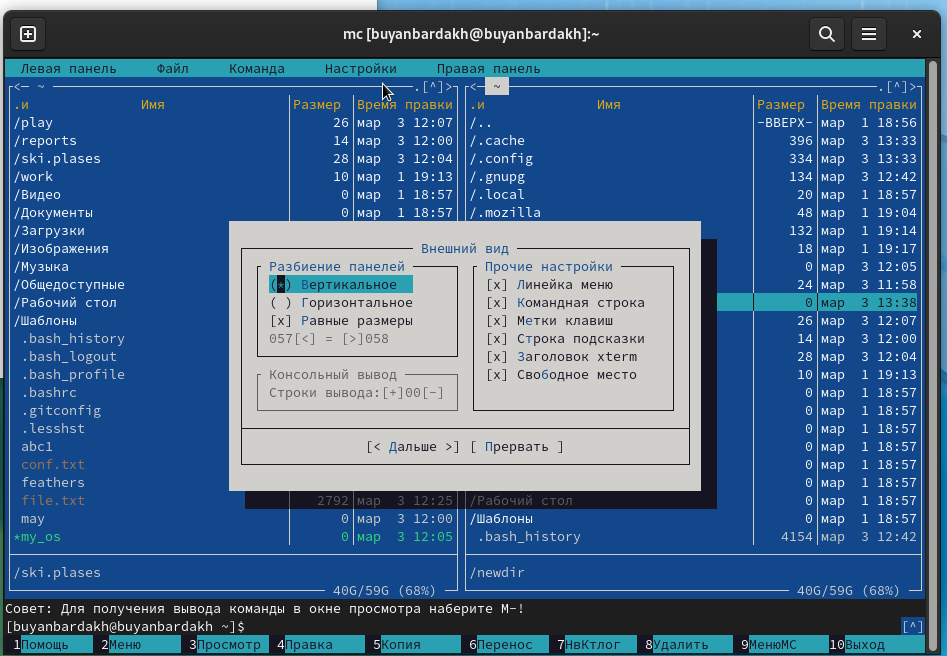 mc [buyanbardakh@buyanbardakh]:~
Левая панель Файл Команда Настройки Правая панель
<─ ~ .[^]> <─ ~ .[^]>
.и Имя Размер Время правки .и Имя Размер Время правки
/play 26 мар 3 12:07 /.. -ВВЕРХ- мар 1 18:56
/reports 14 мар 3 12:00 /.cache 396 мар 3 13:33
/ski.plases 28 мар 3 12:04 /.config 334 мар 3 13:33
/work 10 мар 1 19:13 /.gnupg 134 мар 3 12:42
/Видео 0 мар 1 18:57 /.local 20 мар 1 18:57
/Документы 0 мар 1 18:57 /.mozilla 48 мар 1 19:04
/Загрузки 132 мар 1 19:14
/Изображения Внешний вид 18 мар 1 19:17
/Музыка Разбиение панелей Прочие настройки 0 мар 3 12:05
/Общедоступные (*) Вертикальное [x] Линейка меню 24 мар 3 11:58
/Рабочий стол ( ) Горизонтальное [x] Командная строка 0 мар 3 13:38
/Шаблоны [x] Равные размеры [x] Метки клавиш 26 мар 3 12:07
.bash_history 057[<] = [>]058 [x] Строка подсказки 14 мар 3 12:00
.bash_logout [x] Заголовок xterm 28 мар 3 12:04
.bash_profile Консольный вывод [x] Свободное место 10 мар 1 19:13
.bashrc Строки вывода:[+]00[-] 0 мар 1 18:57
.gitconfig 0 мар 1 18:57
.lesshst 0 мар 1 18:57
abc1 [< Дальше >] [ Прервать ] 0 мар 1 18:57
conf.txt 0 мар 1 18:57
feathers 0 мар 1 18:57
file.txt 2792 мар 3 12:25 /Рабочий стол 0 мар 1 18:57
may 0 мар 3 12:00 /Шаблоны 0 мар 1 18:57
*my_os 0 мар 3 12:05 .bash_history 4154 мар 3 12:42
/ski.plases /newdir
40G/59G (68%) 40G/59G (68%)
Совет: Для получения вывода команды в окне просмотра наберите M-!
[buyanbardakh@buyanbardakh ~]$ [^]
1Помощь 2Меню 3Просмотр 4Правка 5Копия 6Перенос 7НвКтлог 8Удалить 9МенюМС 10Выход